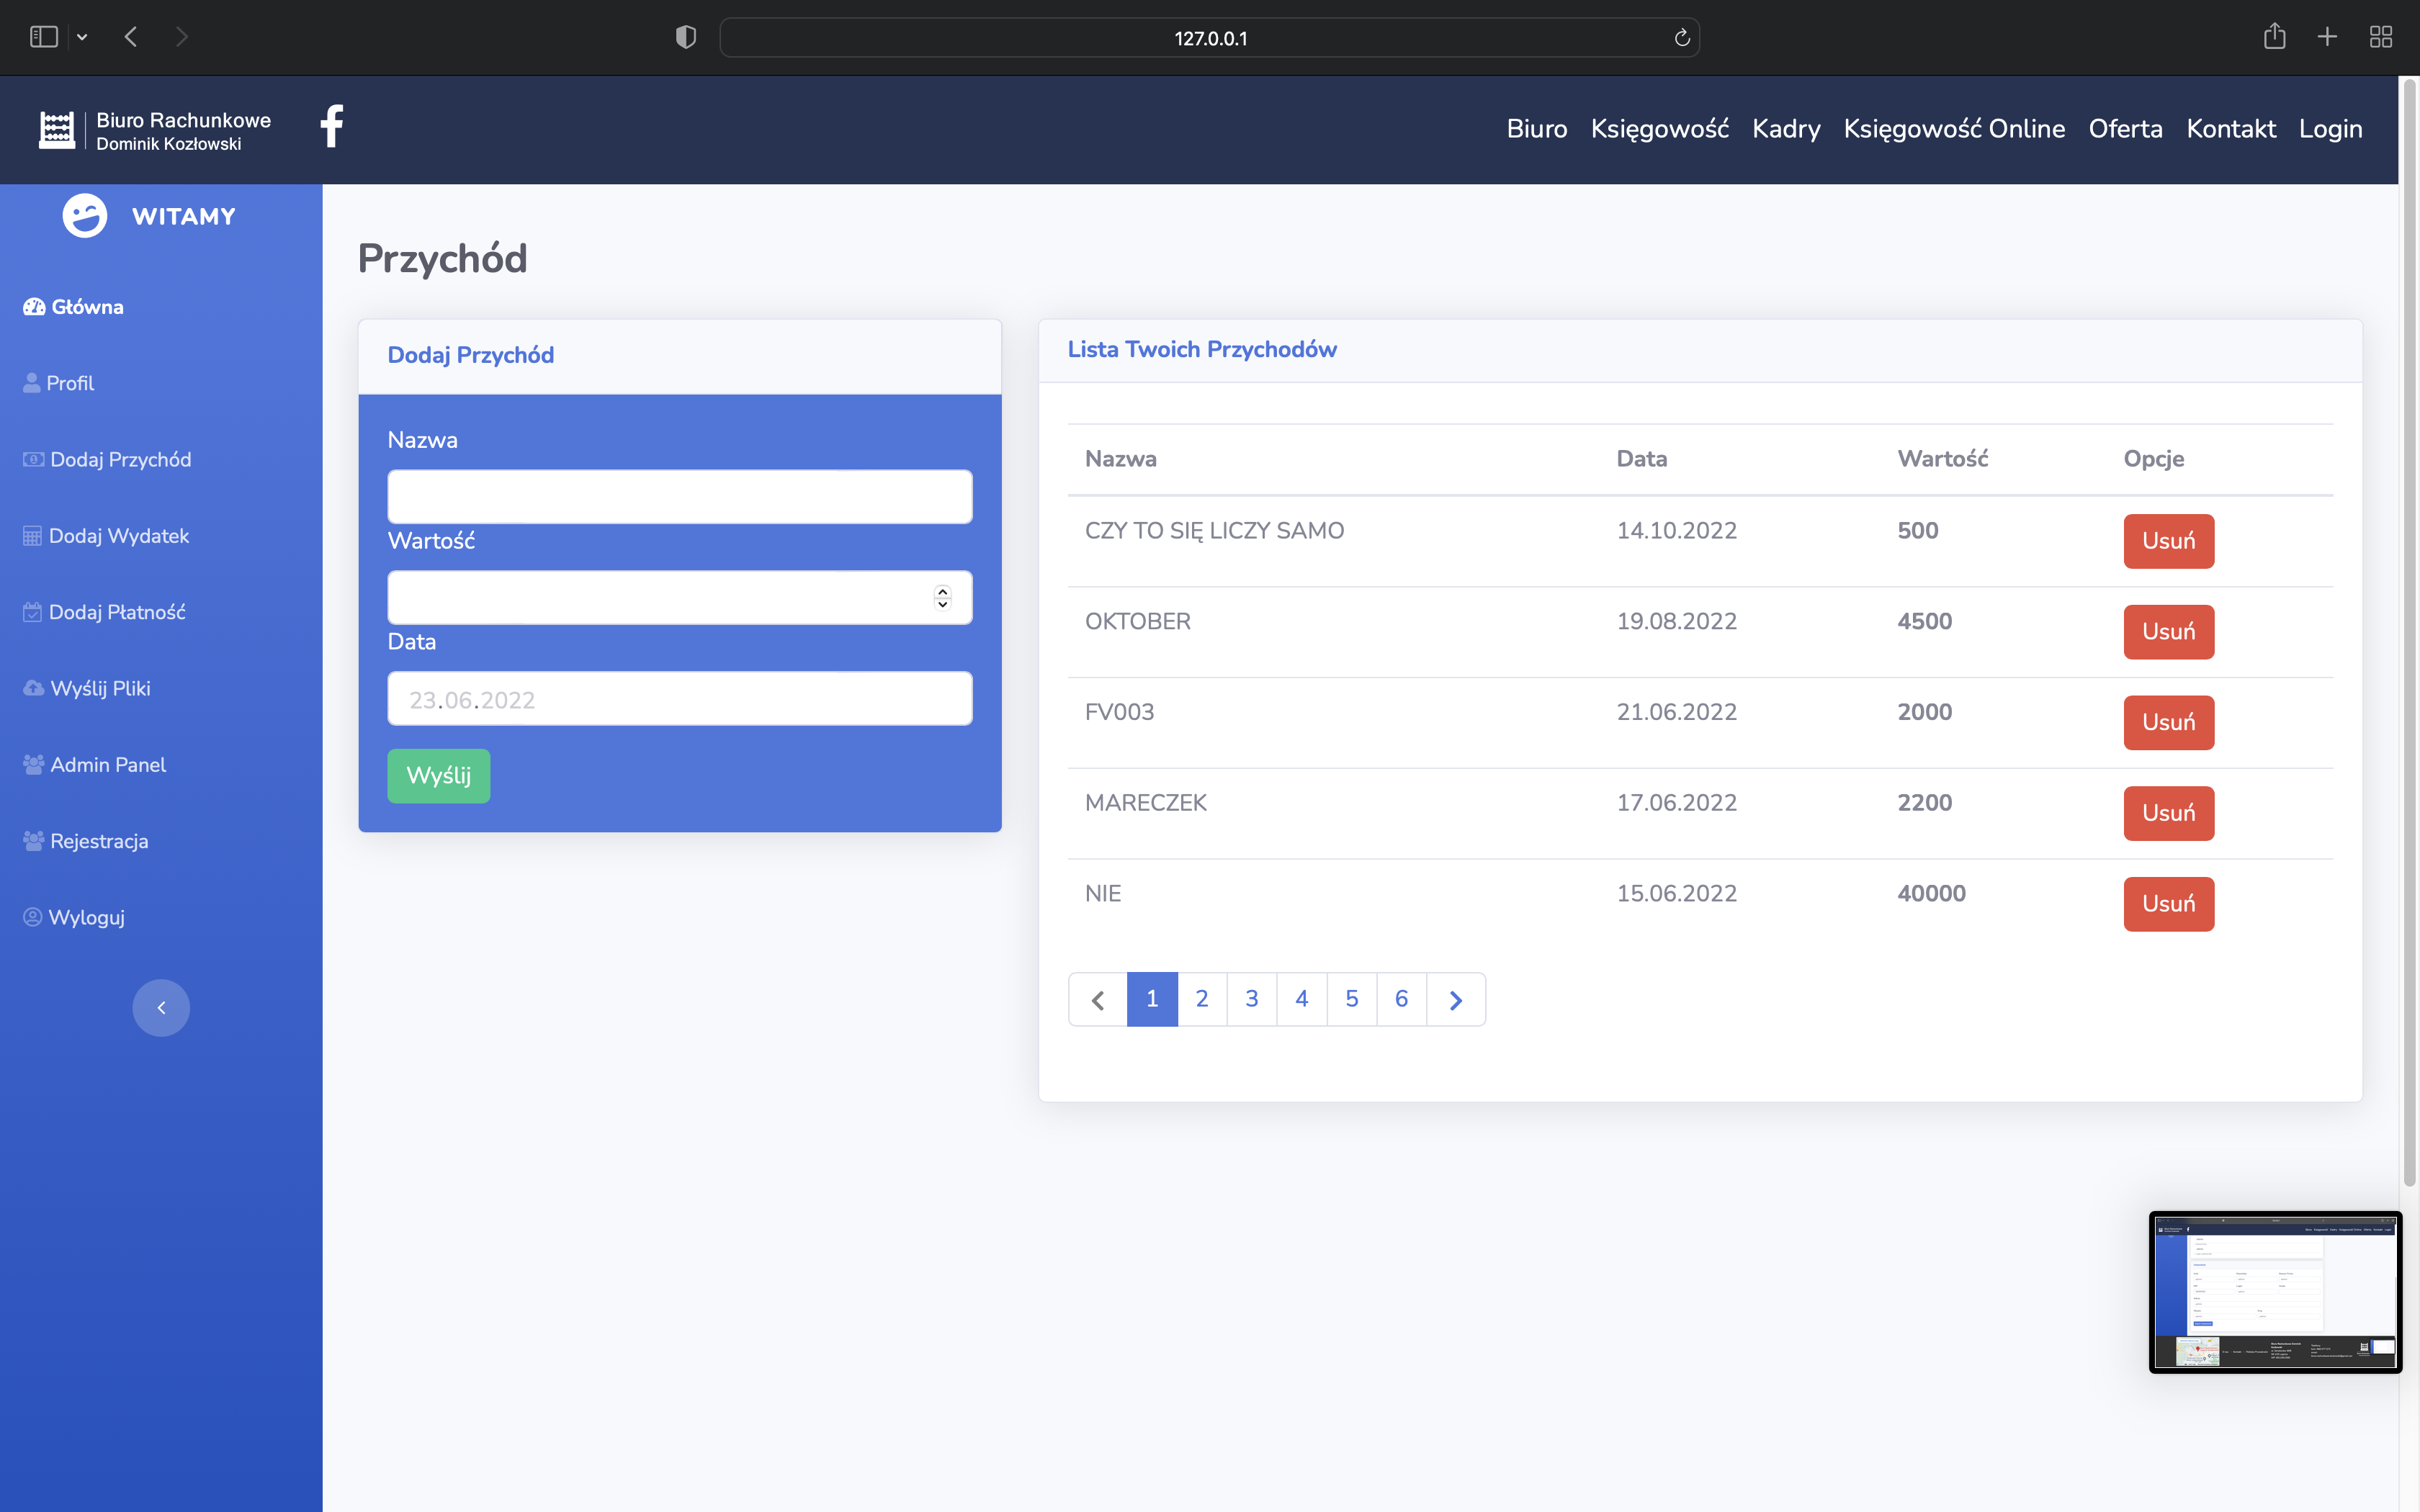 127.0.0.1
Biuro Rachunkowe
Dominik Kozłowski
Biuro Księgowość Kadry Księgowość Online Oferta Kontakt Login
WITAMY
Główna
Profil
Dodaj Przychód
Dodaj Wydatek
Dodaj Płatność
Wyślij Pliki
Admin Panel
Rejestracja
Wyloguj
Przychód
Dodaj Przychód
Nazwa
Wartość
Data
23.06.2022
Wyślij
Lista Twoich Przychodów
Nazwa Data Wartość Opcje
CZY TO SIĘ LICZY SAMO 14.10.2022 500 Usuń
OKTOBER 19.08.2022 4500 Usuń
FV003 21.06.2022 2000 Usuń
MARECZEK 17.06.2022 2200 Usuń
NIE 15.06.2022 40000 Usuń
1 2 3 4 5 6